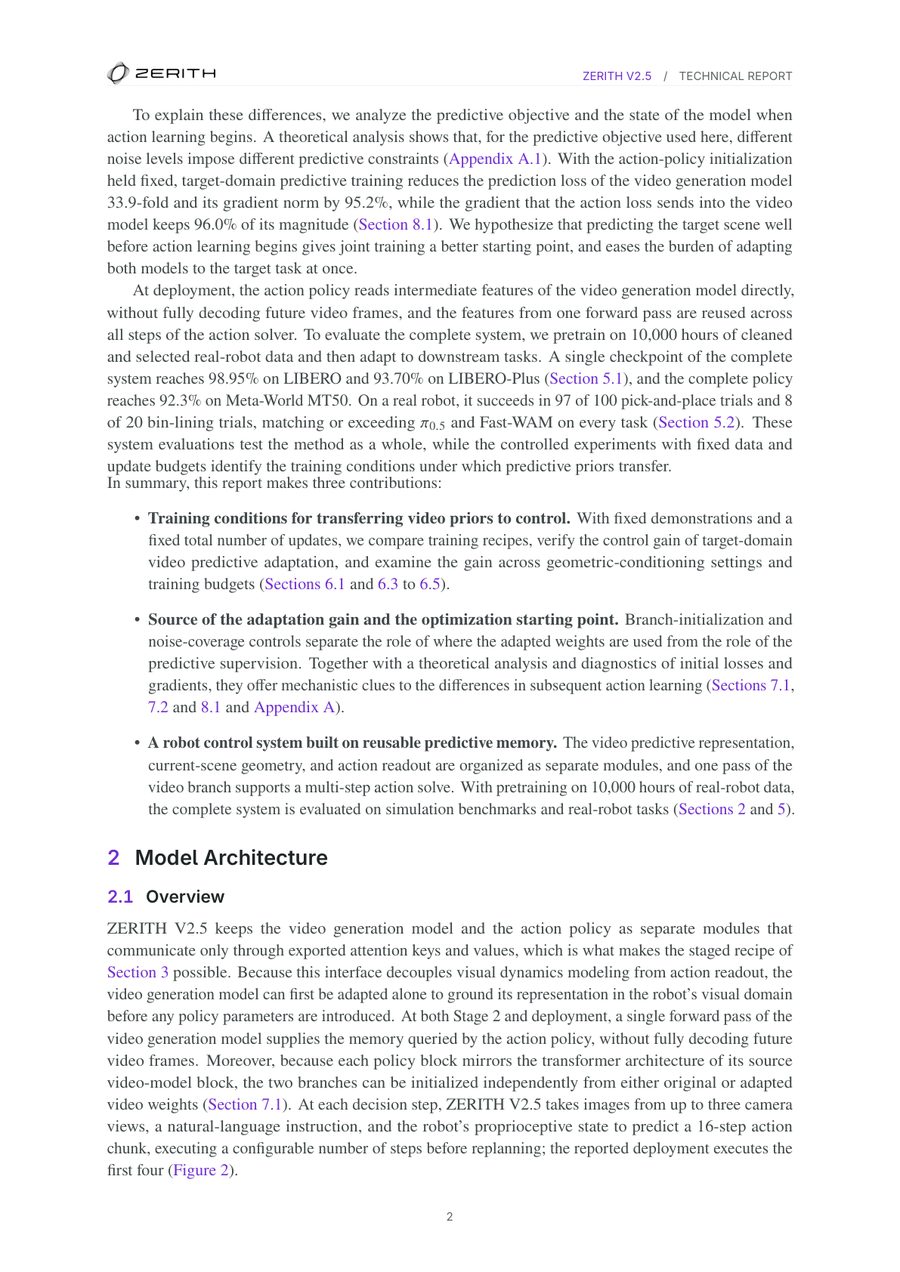 ZERITH
ZERITH V2.5 / TECHNICAL REPORT
To explain these differences, we analyze the predictive objective and the state of the model when
action learning begins. A theoretical analysis shows that, for the predictive objective used here, different
noise levels impose different predictive constraints (Appendix A.1). With the action-policy initialization
held fixed, target-domain predictive training reduces the prediction loss of the video generation model
33.9-fold and its gradient norm by 95.2%, while the gradient that the action loss sends into the video
model keeps 96.0% of its magnitude (Section 8.1). We hypothesize that predicting the target scene well
before action learning begins gives joint training a better starting point, and eases the burden of adapting
both models to the target task at once.
At deployment, the action policy reads intermediate features of the video generation model directly,
without fully decoding future video frames, and the features from one forward pass are reused across
all steps of the action solver. To evaluate the complete system, we pretrain on 10,000 hours of cleaned
and selected real-robot data and then adapt to downstream tasks. A single checkpoint of the complete
system reaches 98.95% on LIBERO and 93.70% on LIBERO-Plus (Section 5.1), and the complete policy
reaches 92.3% on Meta-World MT50. On a real robot, it succeeds in 97 of 100 pick-and-place trials and 8
of 20 bin-lining trials, matching or exceeding π0.5 and Fast-WAM on every task (Section 5.2). These
system evaluations test the method as a whole, while the controlled experiments with fixed data and
update budgets identify the training conditions under which predictive priors transfer.
In summary, this report makes three contributions:
• Training conditions for transferring video priors to control. With fixed demonstrations and a
fixed total number of updates, we compare training recipes, verify the control gain of target-domain
video predictive adaptation, and examine the gain across geometric-conditioning settings and
training budgets (Sections 6.1 and 6.3 to 6.5).
• Source of the adaptation gain and the optimization starting point. Branch-initialization and
noise-coverage controls separate the role of where the adapted weights are used from the role of the
predictive supervision. Together with a theoretical analysis and diagnostics of initial losses and
gradients, they offer mechanistic clues to the differences in subsequent action learning (Sections 7.1,
7.2 and 8.1 and Appendix A).
• A robot control system built on reusable predictive memory. The video predictive representation,
current-scene geometry, and action readout are organized as separate modules, and one pass of the
video branch supports a multi-step action solve. With pretraining on 10,000 hours of real-robot data,
the complete system is evaluated on simulation benchmarks and real-robot tasks (Sections 2 and 5).
2 Model Architecture
2.1 Overview
ZERITH V2.5 keeps the video generation model and the action policy as separate modules that
communicate only through exported attention keys and values, which is what makes the staged recipe of
Section 3 possible. Because this interface decouples visual dynamics modeling from action readout, the
video generation model can first be adapted alone to ground its representation in the robot's visual domain
before any policy parameters are introduced. At both Stage 2 and deployment, a single forward pass of the
video generation model supplies the memory queried by the action policy, without fully decoding future
video frames. Moreover, because each policy block mirrors the transformer architecture of its source
video-model block, the two branches can be initialized independently from either original or adapted
video weights (Section 7.1). At each decision step, ZERITH V2.5 takes images from up to three camera
views, a natural-language instruction, and the robot's proprioceptive state to predict a 16-step action
chunk, executing a configurable number of steps before replanning; the reported deployment executes the
first four (Figure 2).
2